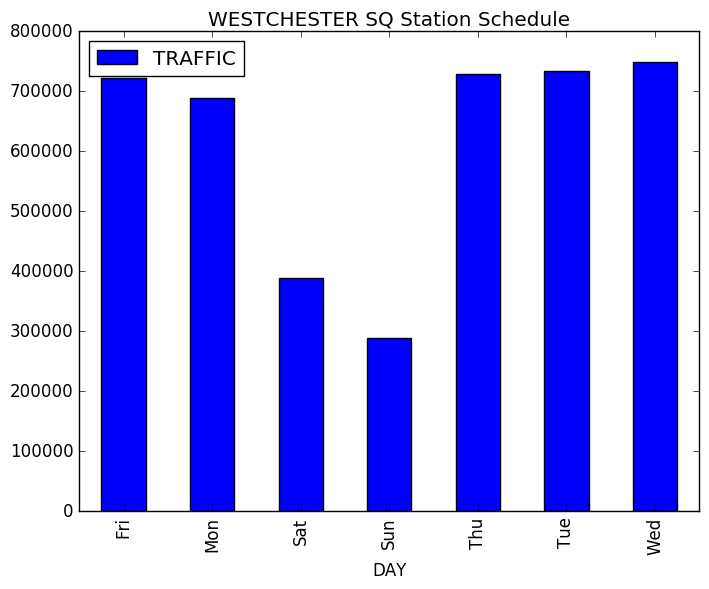 WESTCHESTER SQ Station Schedule
TRAFFIC
800000
700000
600000
500000
400000
300000
200000
100000
0
Fri
Mon
Sat
Sun
Thu
Tue
Wed
DAY